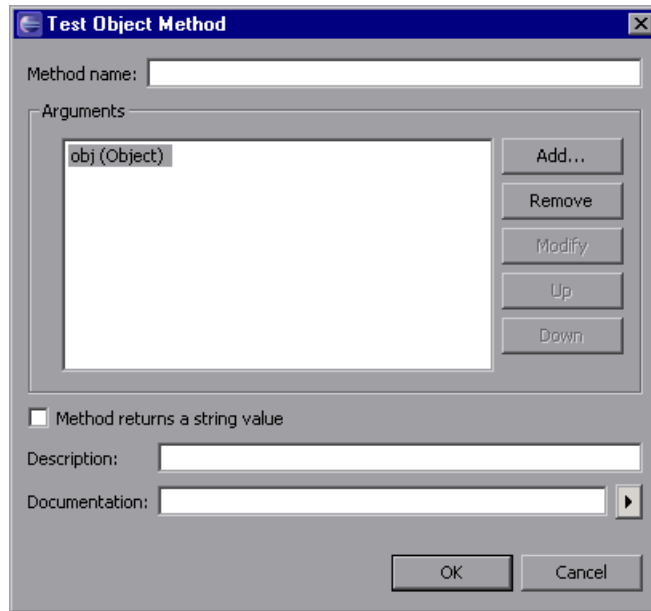 Test Object Method
Method name:
Arguments
obj (Object)
Add...
Remove
Modify
Up
Down
Method returns a string value
Description:
Documentation:
OK
Cancel